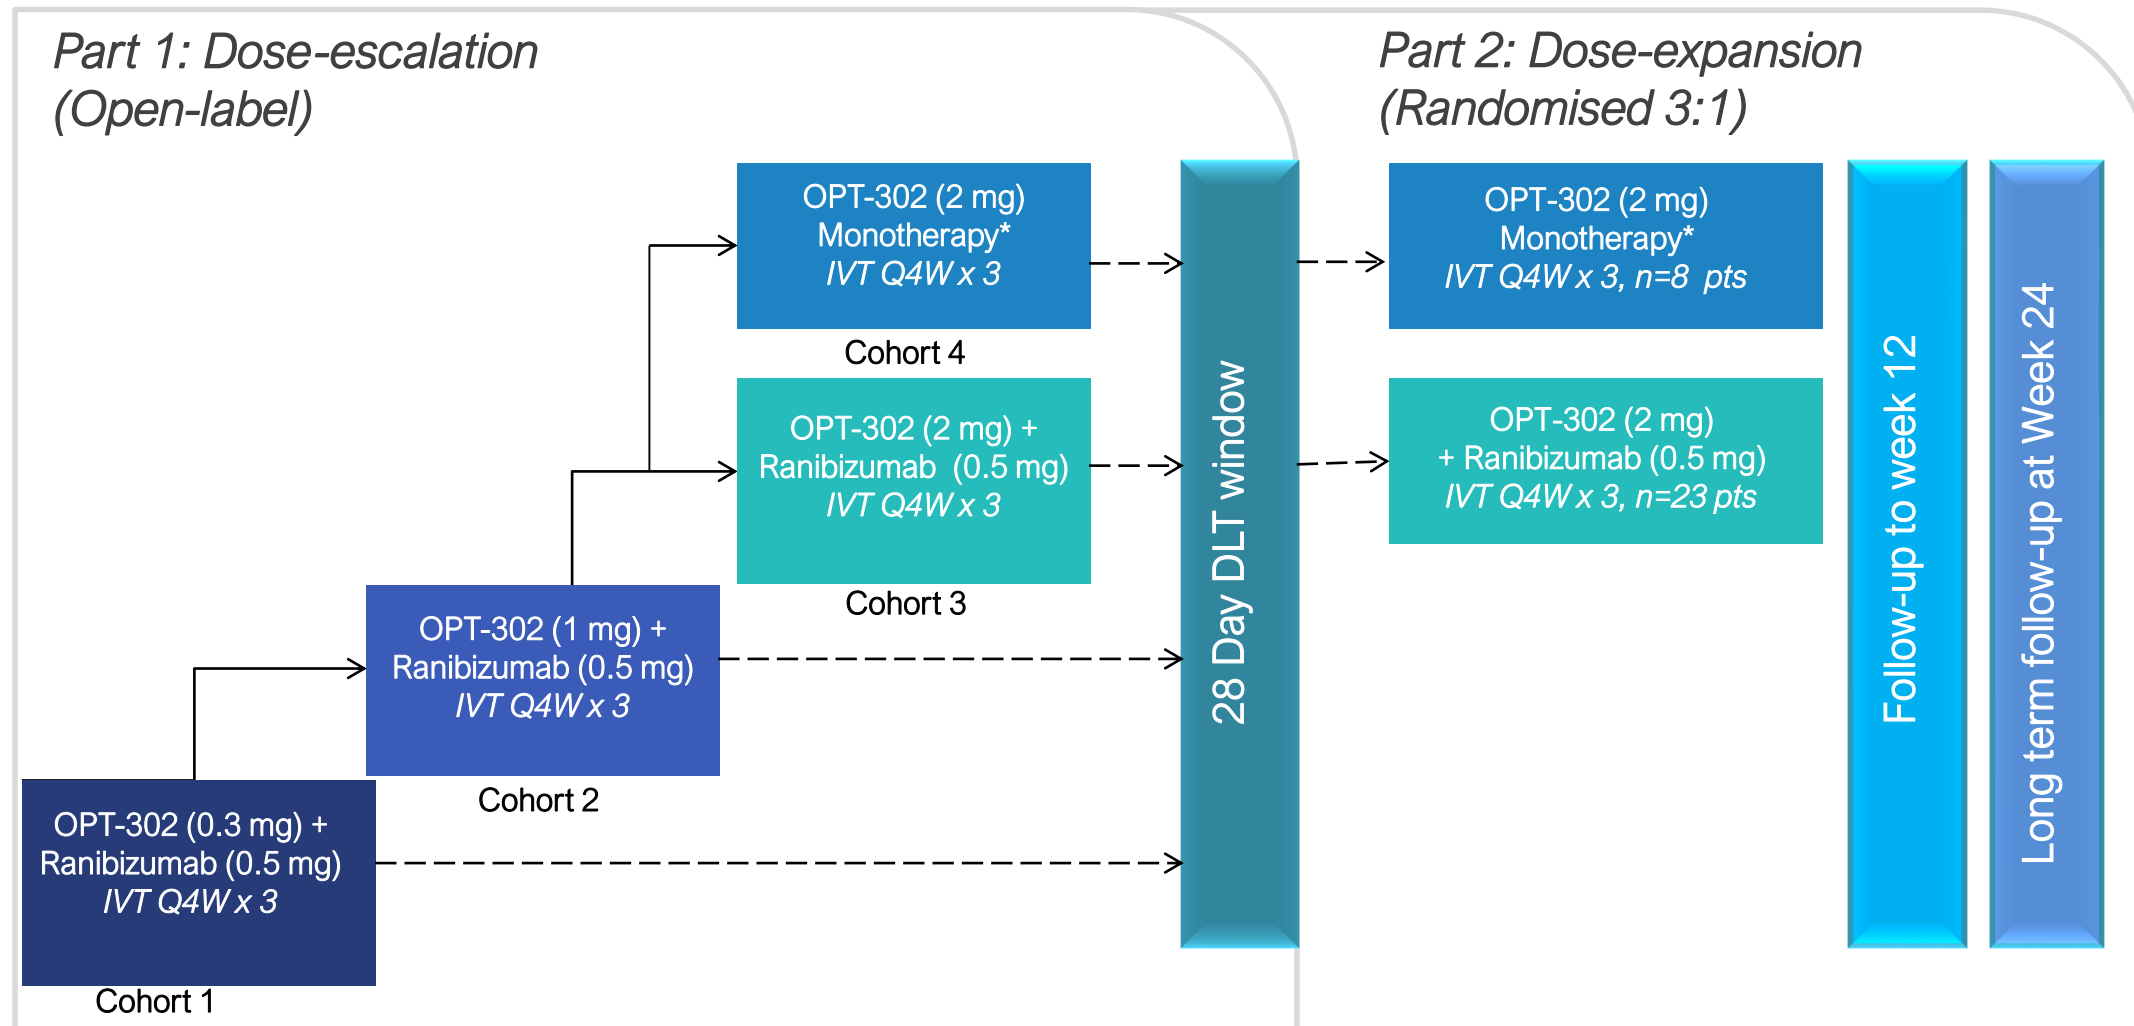 Part 1: Dose-escalation
(Open-label)
Part 2: Dose-expansion
(Randomised 3:1)
OPT-302 (2 mg)
Monotherapy*
IVT Q4W x 3
Cohort 4
OPT-302 (2 mg) +
Ranibizumab (0.5 mg)
IVT Q4W x 3
Cohort 3
OPT-302 (1 mg) +
Ranibizumab (0.5 mg)
IVT Q4W x 3
Cohort 2
OPT-302 (0.3 mg) +
Ranibizumab (0.5 mg)
IVT Q4W x 3
Cohort 1
28 Day DLT window
OPT-302 (2 mg)
Monotherapy*
IVT Q4W x 3, n=8 pts
OPT-302 (2 mg)
+ Ranibizumab (0.5 mg)
IVT Q4W x 3, n=23 pts
Follow-up to week 12
Long term follow-up at Week 24